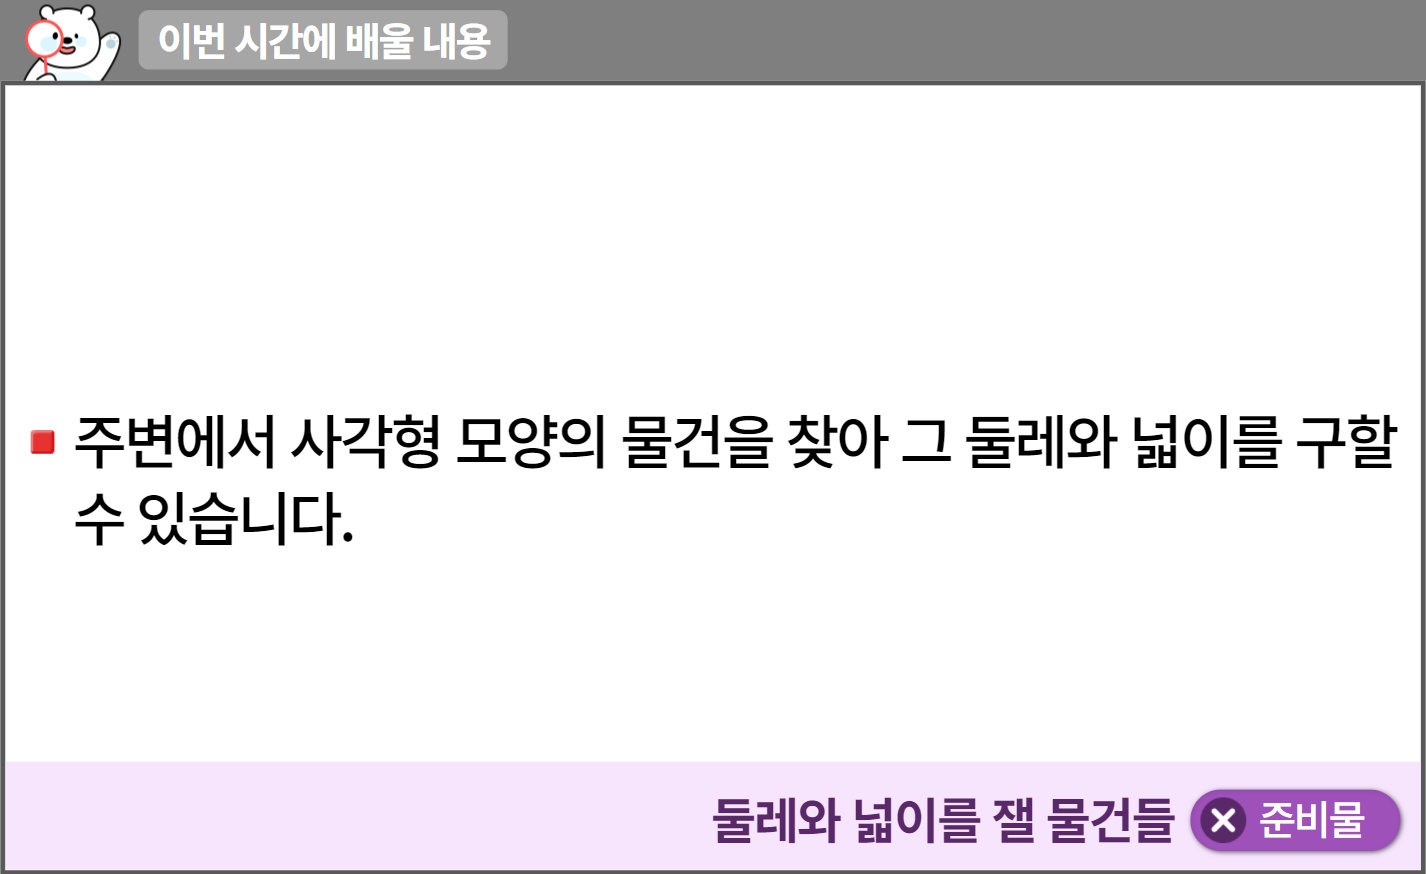 이번 시간에 배울 내용
주변에서 사각형 모양의 물건을 찾아 그 둘레와 넓이를 구할
수 있습니다.
둘레와 넓이를 잴 물건들 준비물